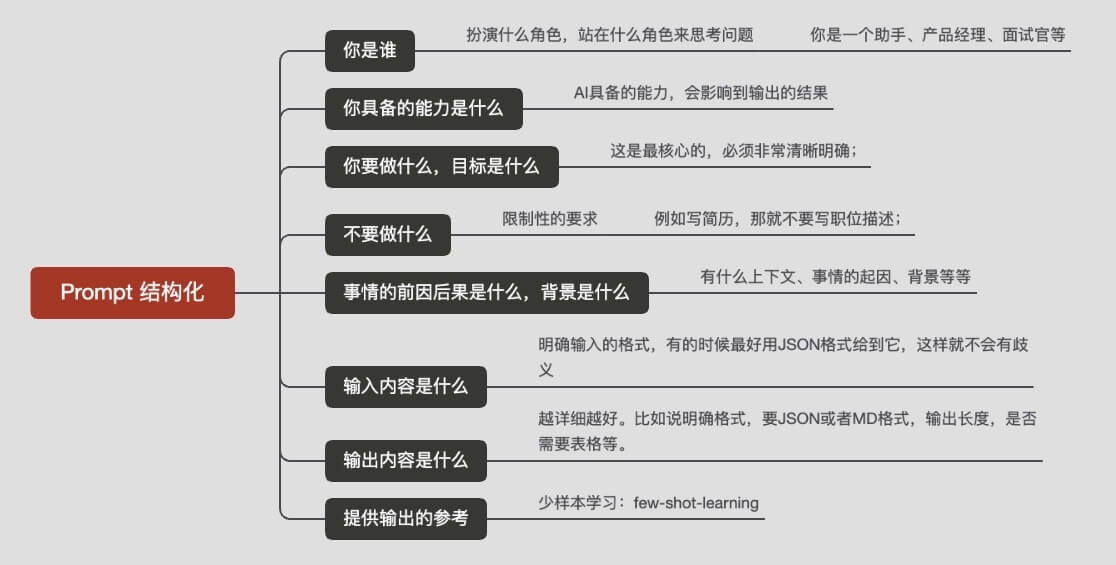 你是谁
扮演什么角色，站在什么角色来思考问题
你是一个助手、产品经理、面试官等
你具备的能力是什么
AI具备的能力，会影响到输出的结果
你要做什么，目标是什么
这是最核心的，必须非常清晰明确；
不要做什么
限制性的要求
例如写简历，那就不要写职位描述；
Prompt 结构化
事情的前因后果是什么，背景是什么
有什么上下文、事情的起因、背景等等
输入内容是什么
明确输入的格式，有的时候最好用JSON格式给到它，这样就不会有歧
义
输出内容是什么
越详细越好。比如说明确格式，要JSON或者MD格式，输出长度，是否
需要表格等。
提供输出的参考
少样本学习：few-shot-learning